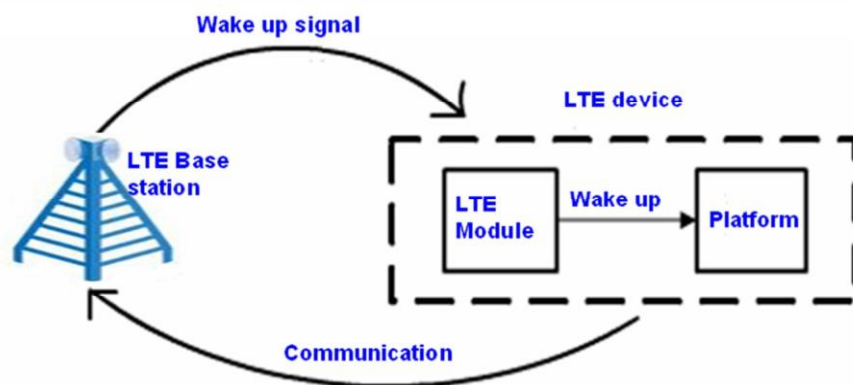 Wake up signal
LTE device
LTE Base
station
LTE
Module
Wake up
Platform
Communication